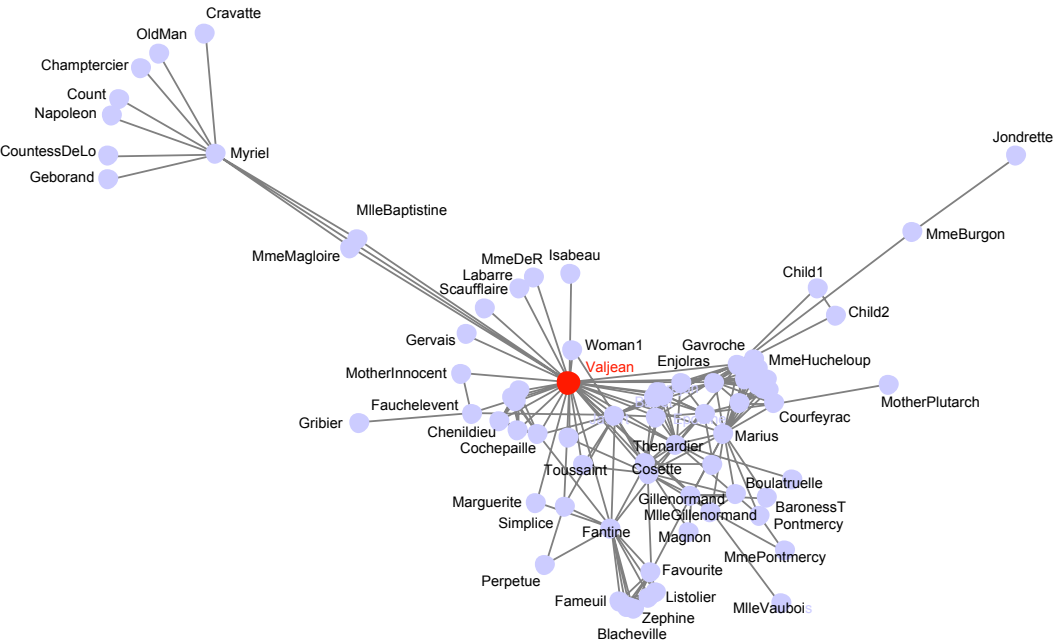 Cravatte
OldMan
Champtercier
Count
Napoleon
CountessDeLo
Geborand
Myriel
Jondrette
MlleBaptistine
MmeMagloire
MmeBurgon
MmeDeR
Isabeau
Labarre
Scaufflaire
Child1
Child2
Gervais
Woman1
Gavroche
Enjolras
MmeHucheloup
Valjean
MotherInnocent
MotherPlutarch
Fauchelevent
Gribier
Courfeyrac
Chenildieu
Cochepaille
Marius
Thenardier
Toussaint
Cosette
Boulatruelle
Marguerite
Gillenormand
BaronessT
MlleGillenormand
Simplice
Pontmercy
Fantine
Magnon
MmePontmercy
Perpetue
Favourite
Fameuil
Listolier
MlleVaubois
Zephine
Blacheville